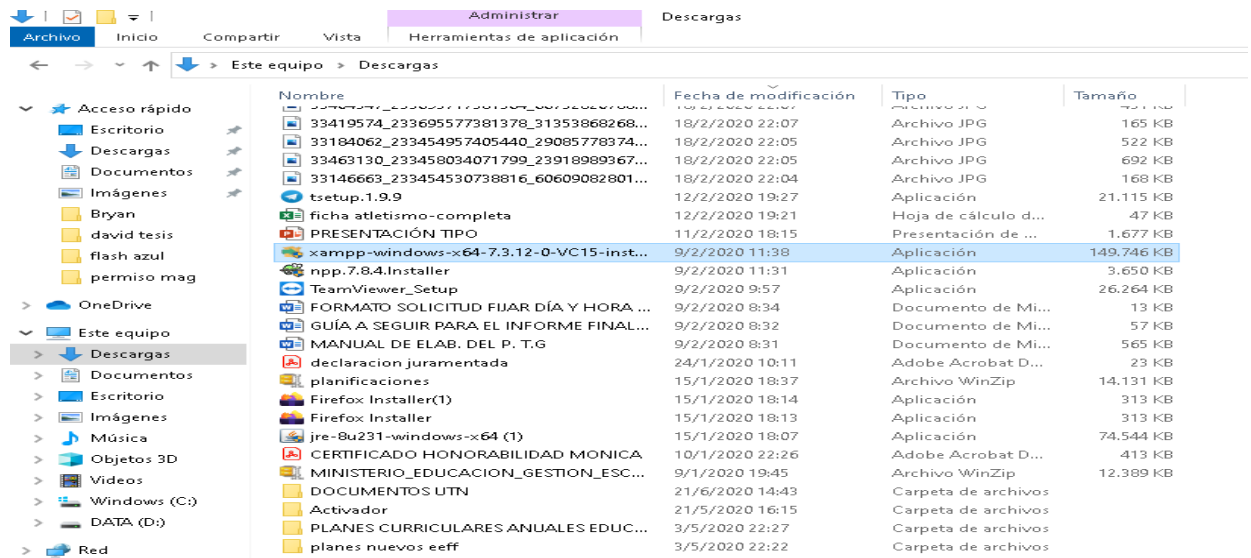 Administrar Descargas
Archivo Inicio Compartir Vista Herramientas de aplicación
Este equipo > Descargas
Nombre Fecha de modificación Tipo Tamaño
Acceso rápido
Escritorio
Descargas
Documentos
Imágenes
Bryan
david tesis
flash azul
permiso mag
OneDrive
Este equipo
Descargas
Documentos
Escritorio
Imágenes
Música
Objetos 3D
Videos
Windows (C:)
DATA (D:)
Red
33419574_233695577381378_31353868268... 18/2/2020 22:07 Archivo JPG 165 KB
33184062_233454957405440_29085778374... 18/2/2020 22:05 Archivo JPG 522 KB
33463130_233458034071799_23918989367... 18/2/2020 22:05 Archivo JPG 692 KB
33146663_233454530738816_60609082801... 18/2/2020 22:04 Archivo JPG 168 KB
tsetup.1.9.9 12/2/2020 19:27 Aplicación 21.115 KB
ficha atletismo-completa 12/2/2020 19:21 Hoja de cálculo d... 47 KB
PRESENTACIÓN TIPO 11/2/2020 18:15 Presentación de ... 1.677 KB
xampp-windows-x64-7.3.12-0-VC15-inst... 9/2/2020 11:38 Aplicación 149.746 KB
npp.7.8.4.Installer 9/2/2020 11:31 Aplicación 3.650 KB
TeamViewer_Setup 9/2/2020 9:57 Aplicación 26.264 KB
FORMATO SOLICITUD FIJAR DÍA Y HORA ... 9/2/2020 8:34 Documento de Mi... 13 KB
GUÍA A SEGUIR PARA EL INFORME FINAL... 9/2/2020 8:32 Documento de Mi... 57 KB
MANUAL DE ELAB. DEL P. T.G 9/2/2020 8:31 Documento de Mi... 565 KB
declaracion juramentada 24/1/2020 10:11 Adobe Acrobat D... 23 KB
planificaciones 15/1/2020 18:37 Archivo WinZip 14.131 KB
Firefox Installer(1) 15/1/2020 18:14 Aplicación 313 KB
Firefox Installer 15/1/2020 18:13 Aplicación 313 KB
jre-8u231-windows-x64 (1) 15/1/2020 18:07 Aplicación 74.544 KB
CERTIFICADO HONORABILIDAD MONICA 10/1/2020 22:26 Adobe Acrobat D... 413 KB
MINISTERIO_EDUCACION_GESTION_ESC... 9/1/2020 19:45 Archivo WinZip 12.389 KB
DOCUMENTOS UTN 21/6/2020 14:43 Carpeta de archivos
Activador 21/5/2020 16:15 Carpeta de archivos
PLANES CURRICULARES ANUALES EDUC... 3/5/2020 22:27 Carpeta de archivos
planes nuevos eeff 3/5/2020 22:22 Carpeta de archivos